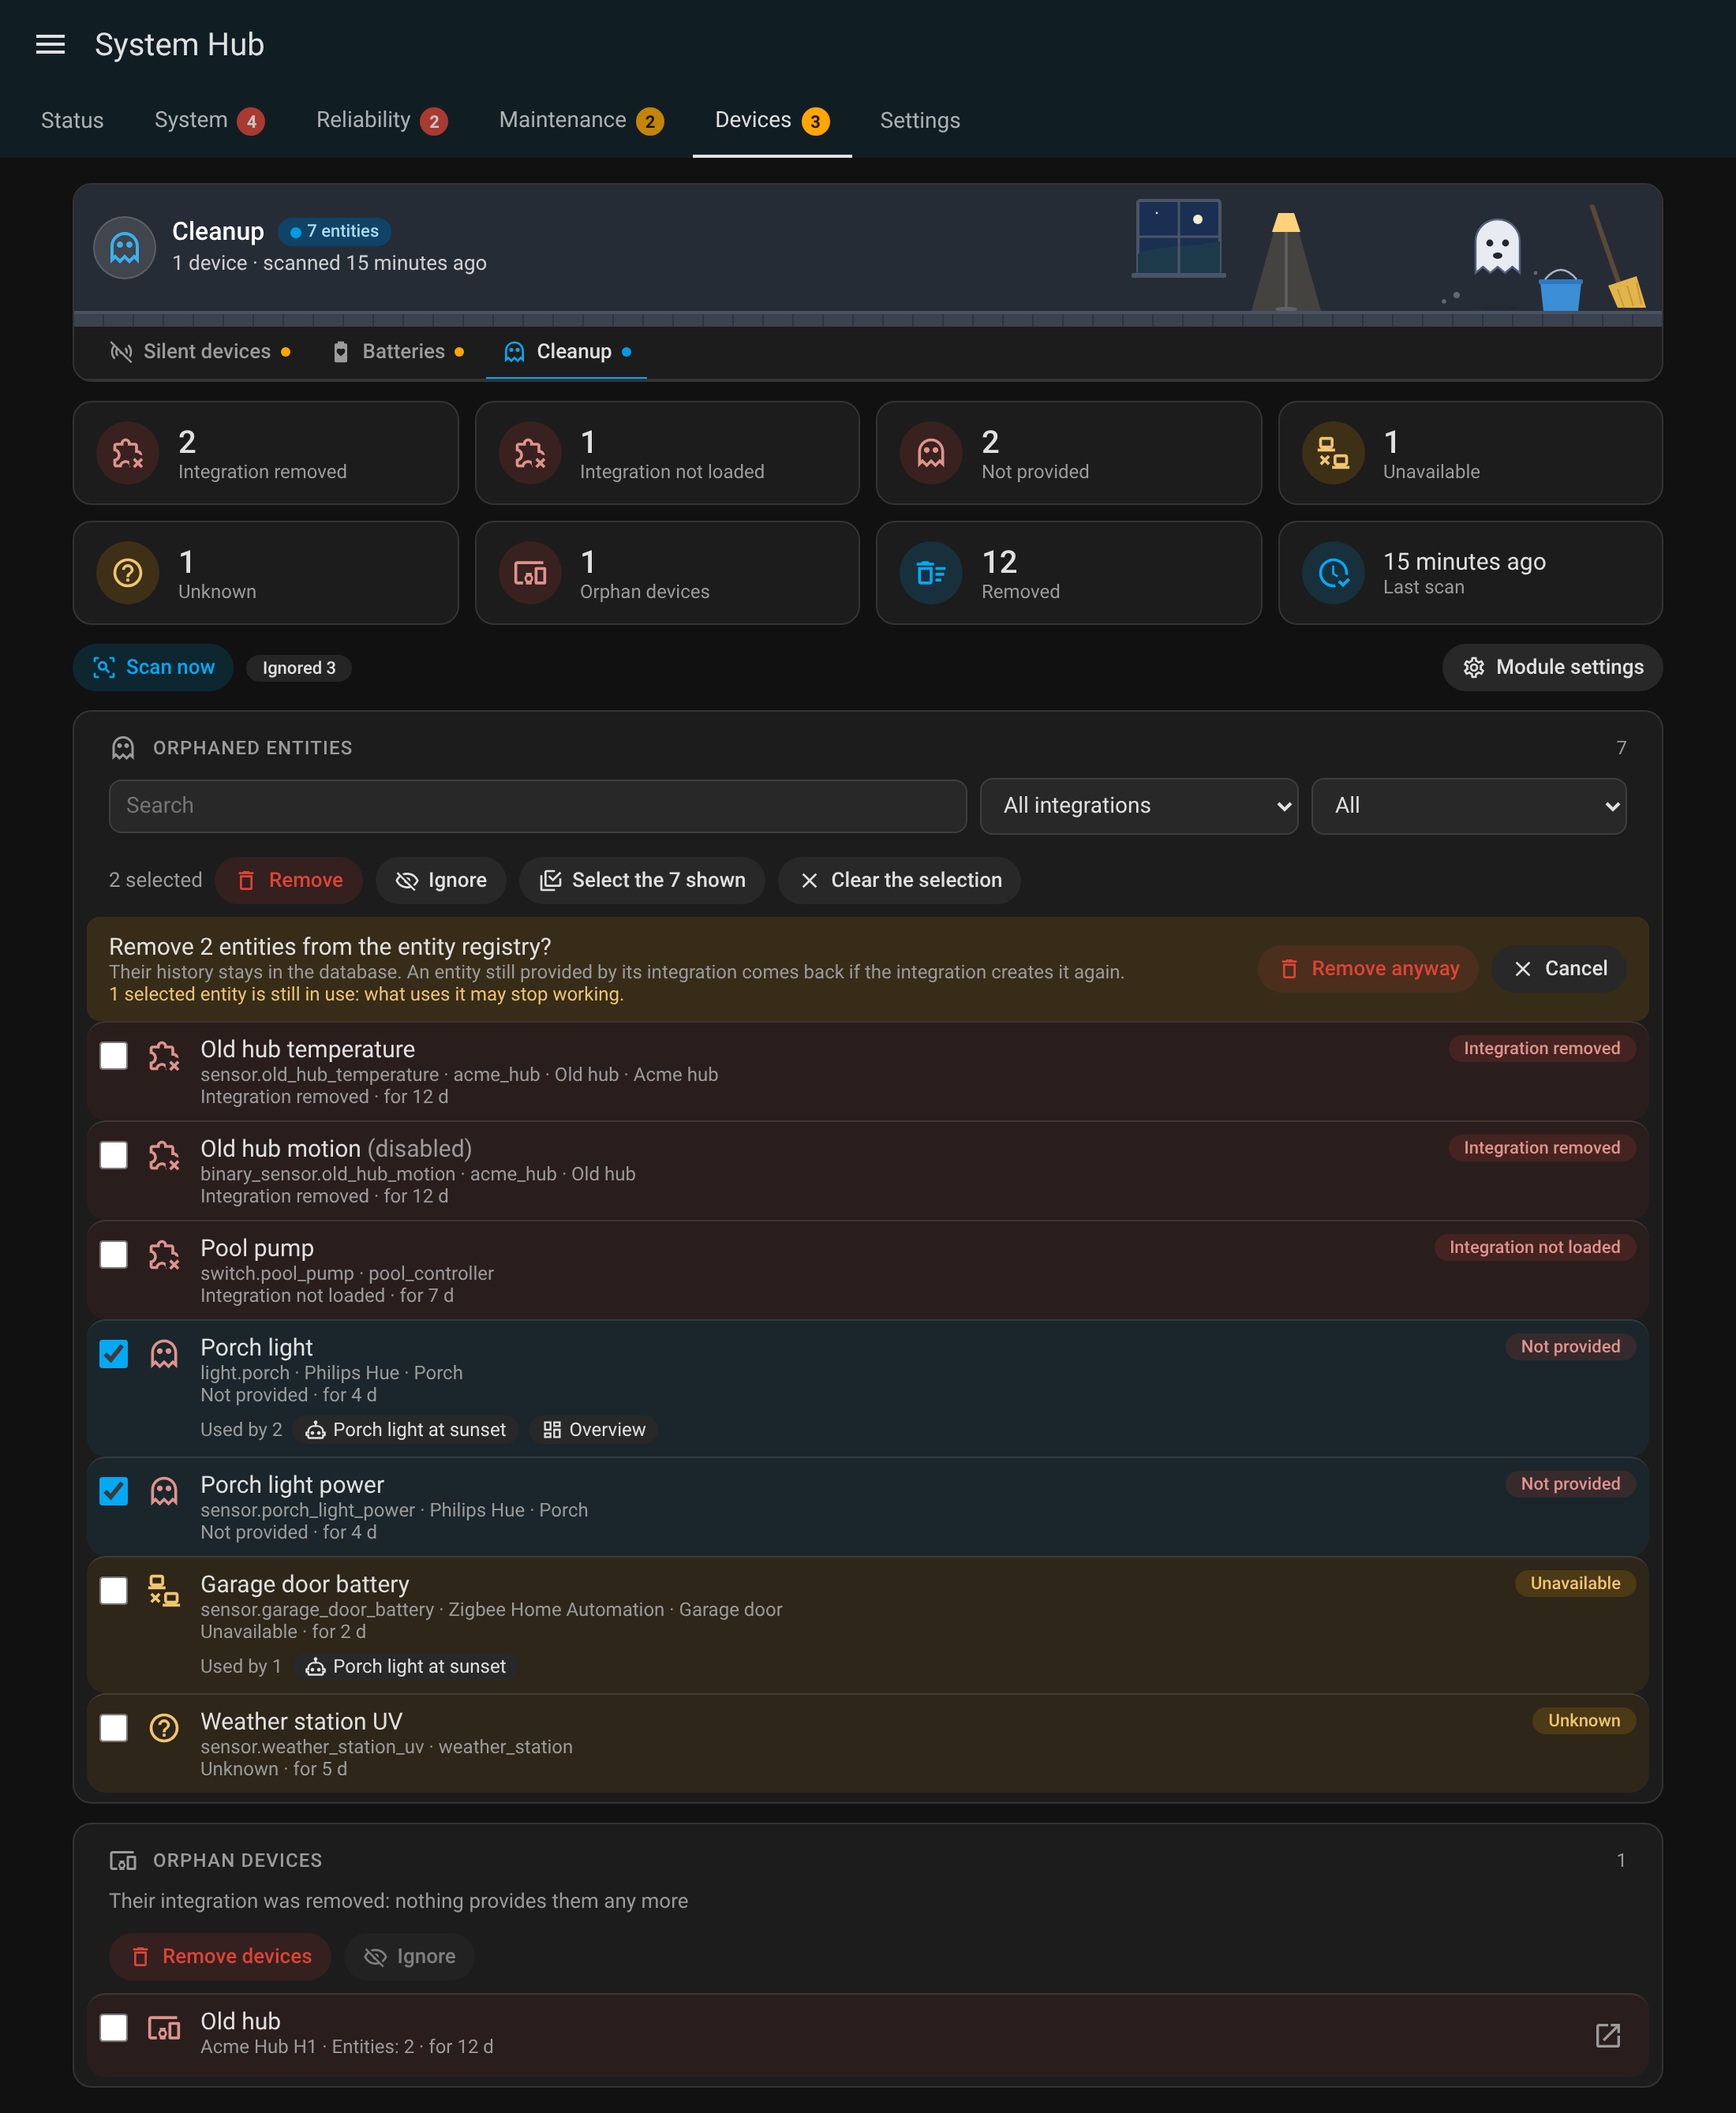 System Hub
Status
System 4
Reliability 2
Maintenance 2
Devices 3
Settings
Cleanup
7 entities
1 device · scanned 15 minutes ago
Silent devices
Batteries
Cleanup
2
Integration removed
1
Integration not loaded
2
Not provided
1
Unavailable
1
Unknown
1
Orphan devices
12
Removed
15 minutes ago
Last scan
Scan now
Ignored 3
Module settings
ORPHANED ENTITIES
7
Search
All integrations
All
2 selected
Remove
Ignore
Select the 7 shown
Clear the selection
Remove 2 entities from the entity registry?
Their history stays in the database. An entity still provided by its integration comes back if the integration creates it again.
1 selected entity is still in use: what uses it may stop working.
Remove anyway
Cancel
Old hub temperature
Integration removed
sensor.old_hub_temperature · acme_hub · Old hub · Acme hub
Integration removed · for 12 d
Old hub motion (disabled)
Integration removed
binary_sensor.old_hub_motion · acme_hub · Old hub
Integration removed · for 12 d
Pool pump
Integration not loaded
switch.pool_pump · pool_controller
Integration not loaded · for 7 d
Porch light
Not provided
light.porch · Philips Hue · Porch
Not provided · for 4 d
Used by 2
Porch light at sunset
Overview
Porch light power
Not provided
sensor.porch_light_power · Philips Hue · Porch
Not provided · for 4 d
Garage door battery
Unavailable
sensor.garage_door_battery · Zigbee Home Automation · Garage door
Unavailable · for 2 d
Used by 1
Porch light at sunset
Weather station UV
Unknown
sensor.weather_station_uv · weather_station
Unknown · for 5 d
ORPHAN DEVICES
1
Their integration was removed: nothing provides them any more
Remove devices
Ignore
Old hub
Acme Hub H1 · Entities: 2 · for 12 d